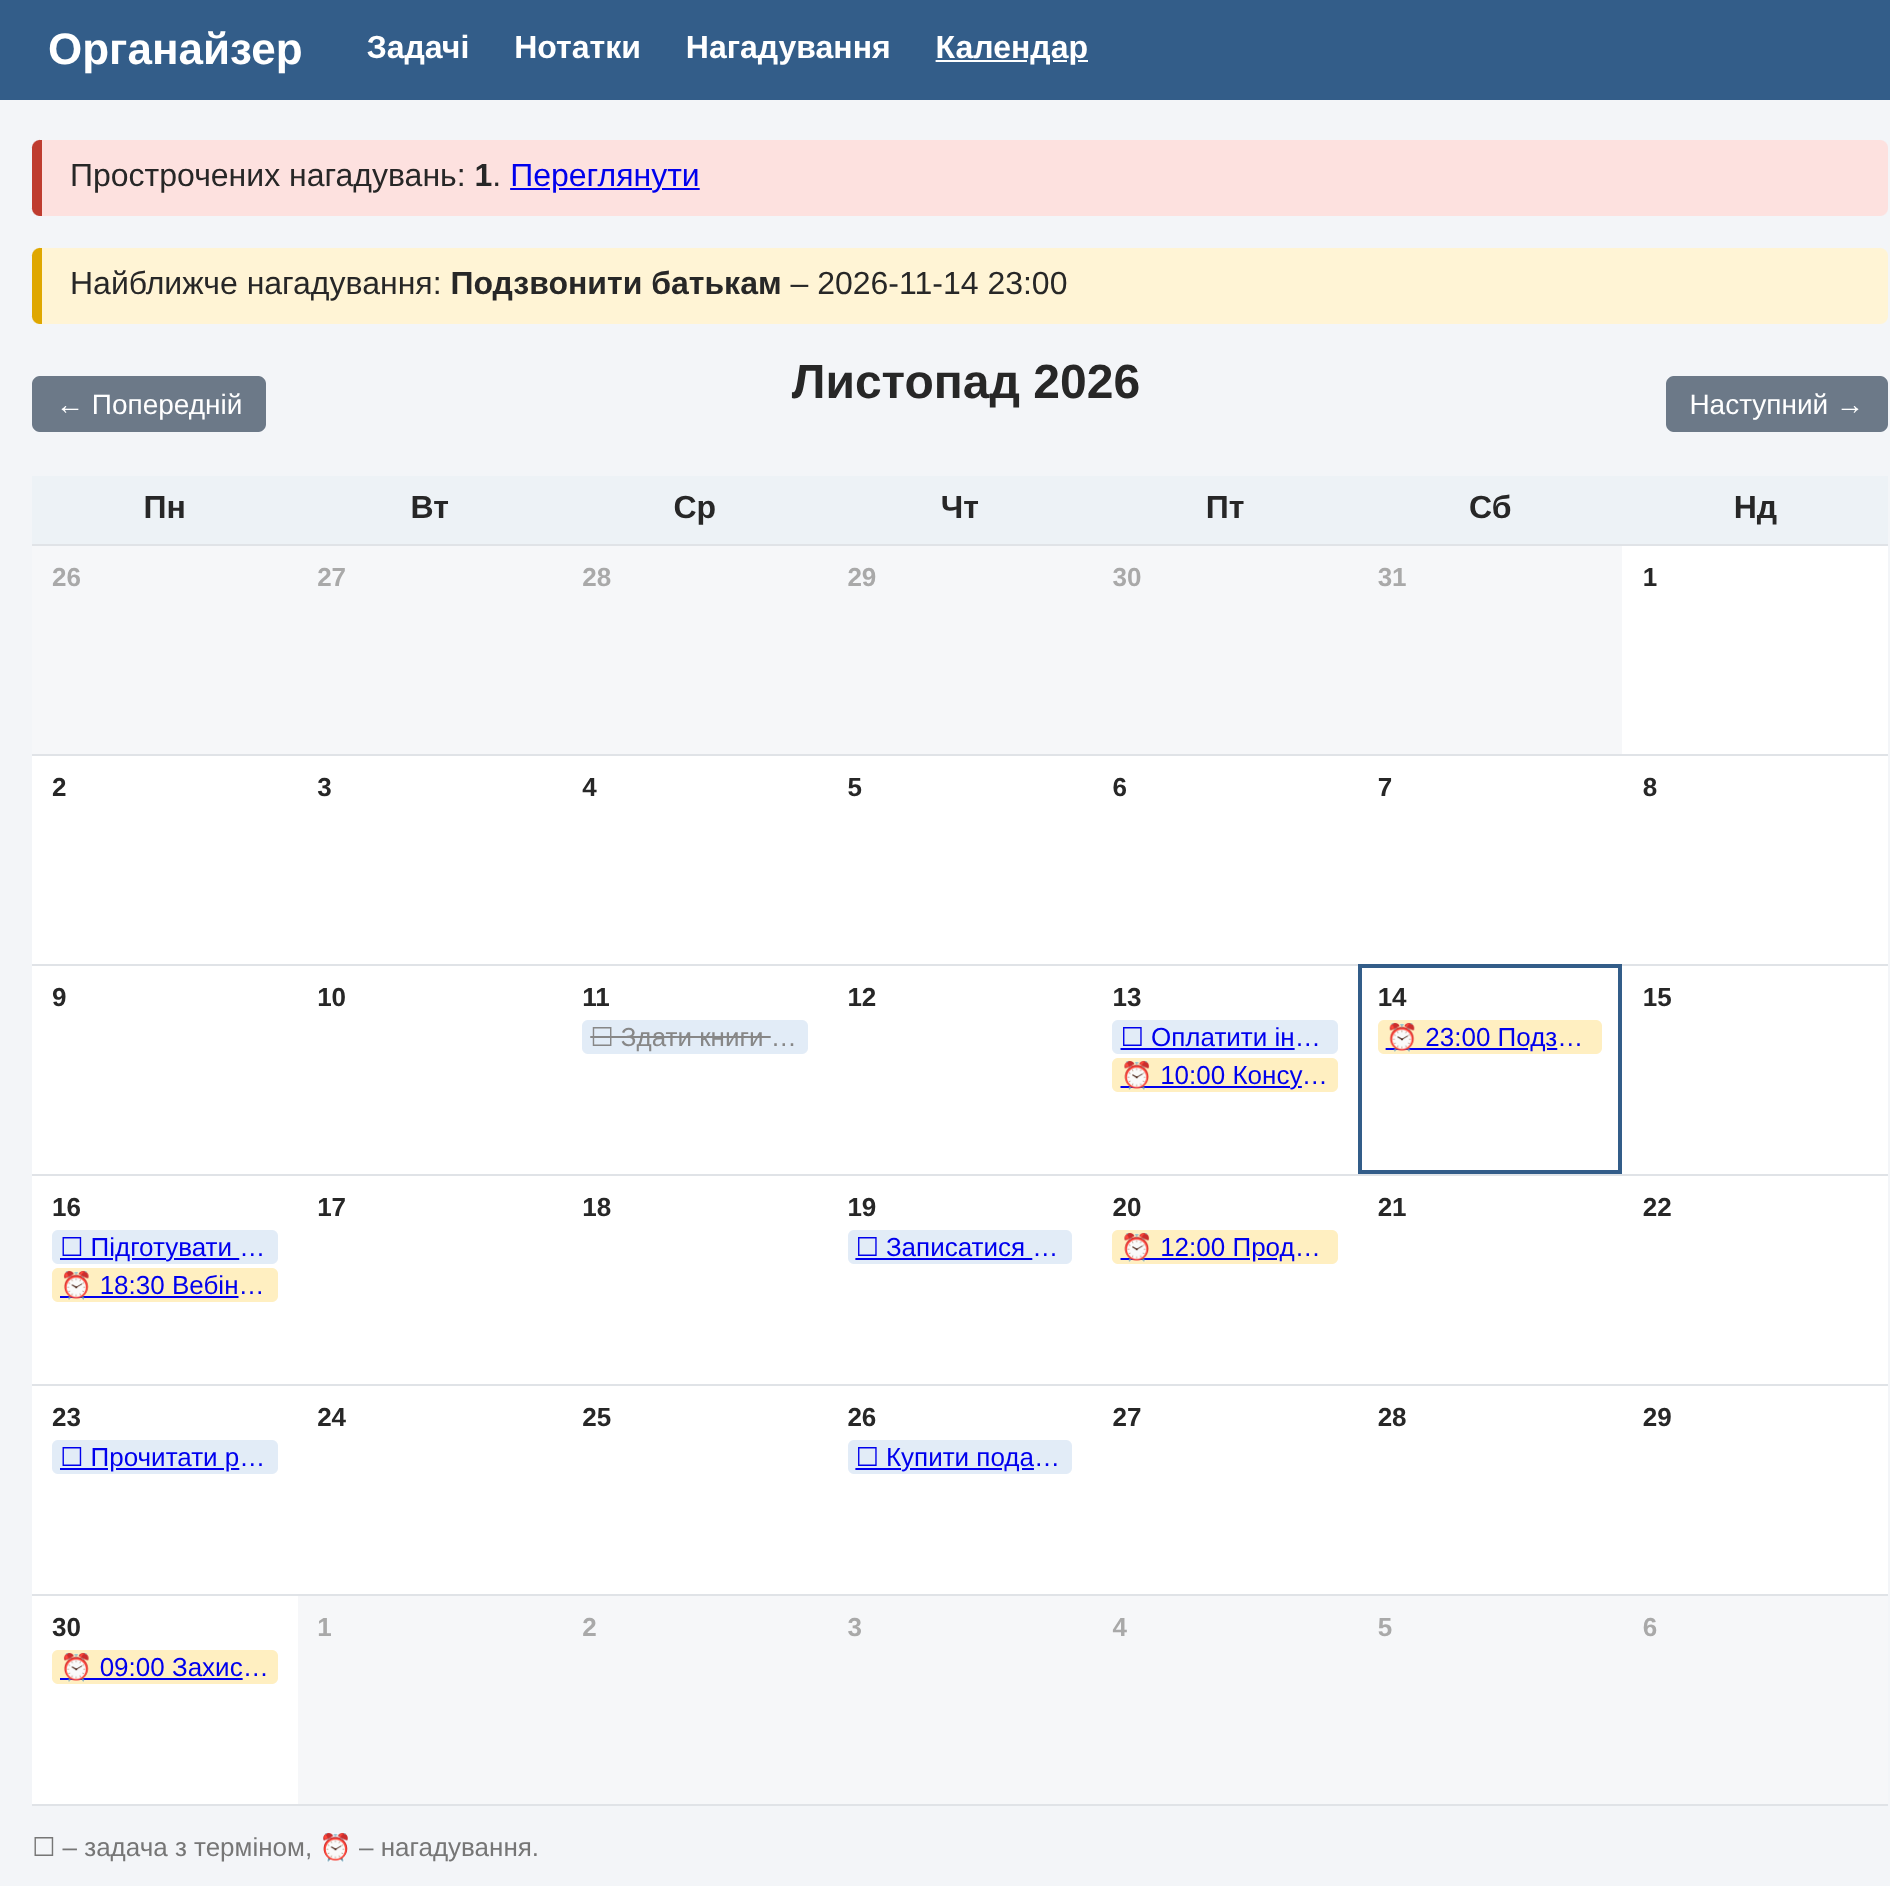 Органайзер Задачі Нотатки Нагадування Календар
Прострочених нагадувань: 1. Переглянути
Найближче нагадування: Подзвонити батькам – 2026-11-14 23:00
← Попередній Листопад 2026 Наступний →
Пн Вт Ср Чт Пт Сб Нд
26 27 28 29 30 31 1
2 3 4 5 6 7 8
9 10 11 12 13 14 15
☐ Здати книги … ☐ Оплатити ін… ⏰ 23:00 Подз…
⏰ 10:00 Консу…
16 17 18 19 20 21 22
☐ Підготувати … ☐ Записатися … ⏰ 12:00 Прод…
⏰ 18:30 Вебін…
23 24 25 26 27 28 29
☐ Прочитати р… ☐ Купити пода…
30 1 2 3 4 5 6
⏰ 09:00 Захис…
☐ – задача з терміном, ⏰ – нагадування.